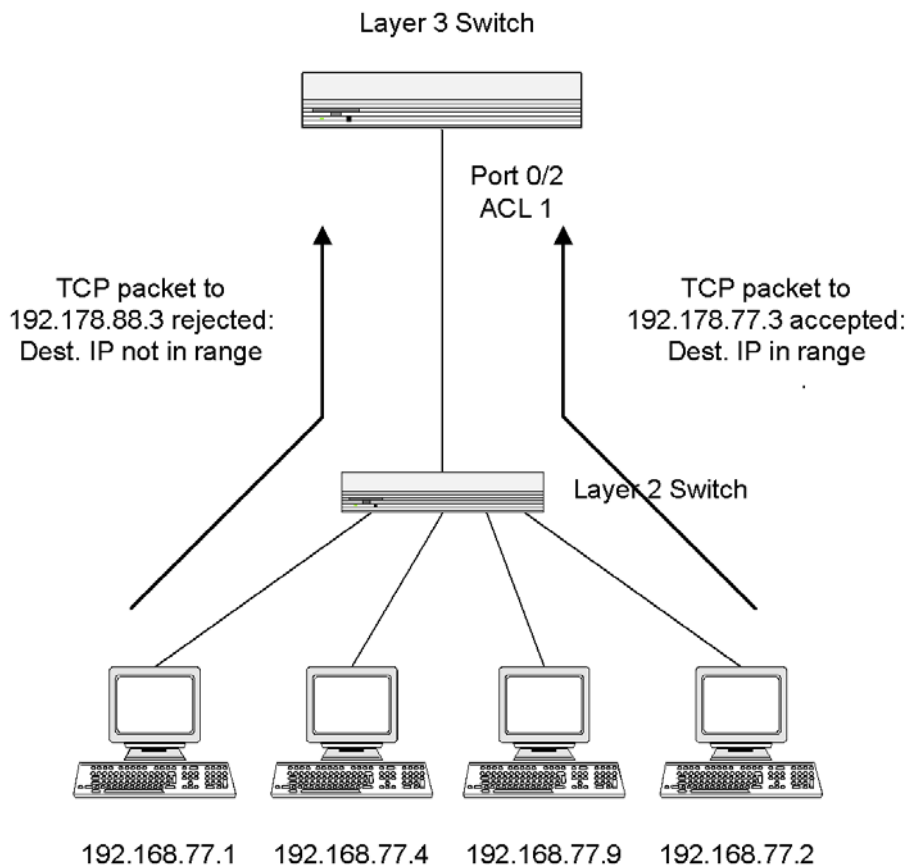 Layer 3 Switch
Port 0/2
ACL 1
TCP packet to
192.178.88.3 rejected:
Dest. IP not in range
TCP packet to
192.178.77.3 accepted:
Dest. IP in range
.
Layer 2 Switch
192.168.77.1
192.168.77.4
192.168.77.9
192.168.77.2